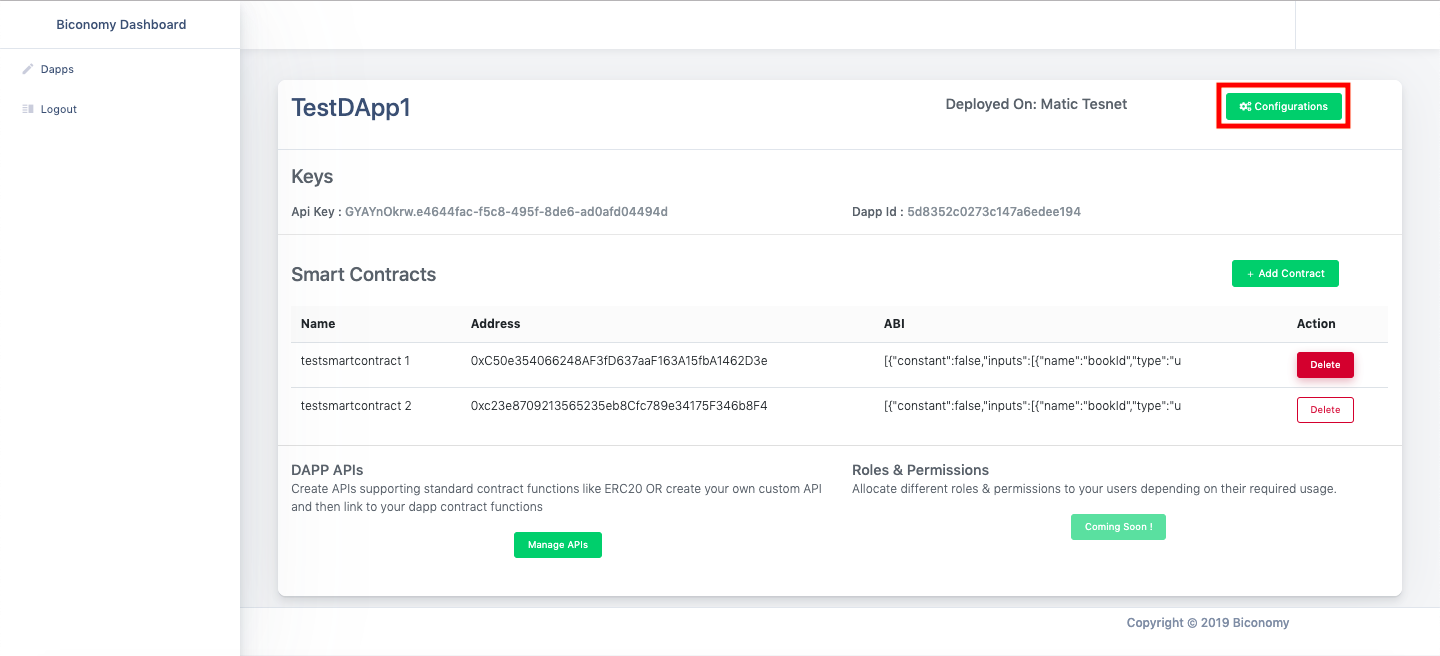 Biconomy Dashboard
Dapps
Logout
TestDApp1
Deployed On: Matic Tesnet
Configurations
Keys
Api Key : GYAYnOkrw.e4644fac-f5c8-495f-8de6-ad0afd04494d
Dapp Id : 5d8352c0273c147a6edee194
Smart Contracts
+ Add Contract
Name Address ABI Action
testsmartcontract 1 0xC50e354066248AF3fD637aaF163A15fbA1462D3e [{"constant":false,"inputs":[{"name":"bookId","type":"u Delete
testsmartcontract 2 0xc23e8709213565235eb8Cfc789e34175F346b8F4 [{"constant":false,"inputs":[{"name":"bookId","type":"u Delete
DAPP APIs
Create APIs supporting standard contract functions like ERC20 OR create your own custom API
and then link to your dapp contract functions
Manage APIs
Roles & Permissions
Allocate different roles & permissions to your users depending on their required usage.
Coming Soon !
Copyright © 2019 Biconomy